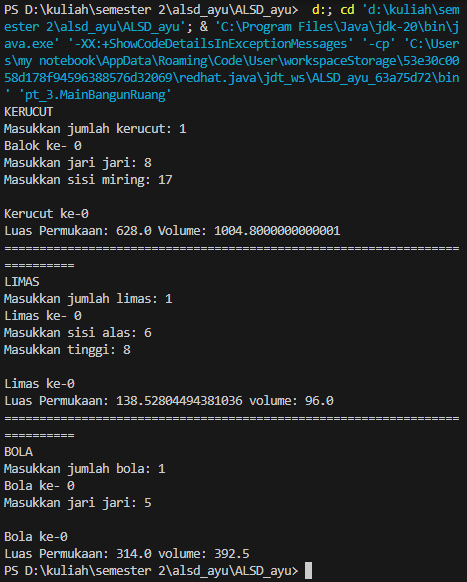 PS D:\kuliah\semester 2\alsd_ayu\ALSD_ayu>  d:; cd 'd:\kuliah\sem
ester 2\alsd_ayu\ALSD_ayu'; & 'C:\Program Files\Java\jdk-20\bin\j
ava.exe' '-XX:+ShowCodeDetailsInExceptionMessages' '-cp' 'C:\User
s\my notebook\AppData\Roaming\Code\User\workspaceStorage\53e30c00
58d178f94596388576d32069\redhat.java\jdt_ws\ALSD_ayu_63a75d72\bin
' 'pt_3.MainBangunRuang'
KERUCUT
Masukkan jumlah kerucut: 1
Balok ke- 0
Masukkan jari jari: 8
Masukkan sisi miring: 17

Kerucut ke-0
Luas Permukaan: 628.0 Volume: 1004.8000000000001
=================================================================
==========
LIMAS
Masukkan jumlah limas: 1
Limas ke- 0
Masukkan sisi alas: 6
Masukkan tinggi: 8

Limas ke-0
Luas Permukaan: 138.52804494381036 volume: 96.0
=================================================================
==========
BOLA
Masukkan jumlah bola: 1
Bola ke- 0
Masukkan jari jari: 5

Bola ke-0
Luas Permukaan: 314.0 volume: 392.5
PS D:\kuliah\semester 2\alsd_ayu\ALSD_ayu>